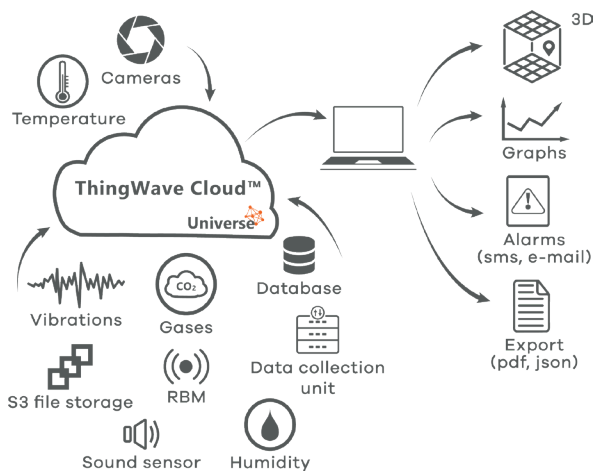 3D
Cameras
Temperature
ThingWave Cloud™
Universe
Graphs
Alarms
(sms, e-mail)
Database
Vibrations
CO₂
Gases
Export
(pdf, json)
Data collection
unit
S3 file storage
RBM
Sound sensor
Humidity